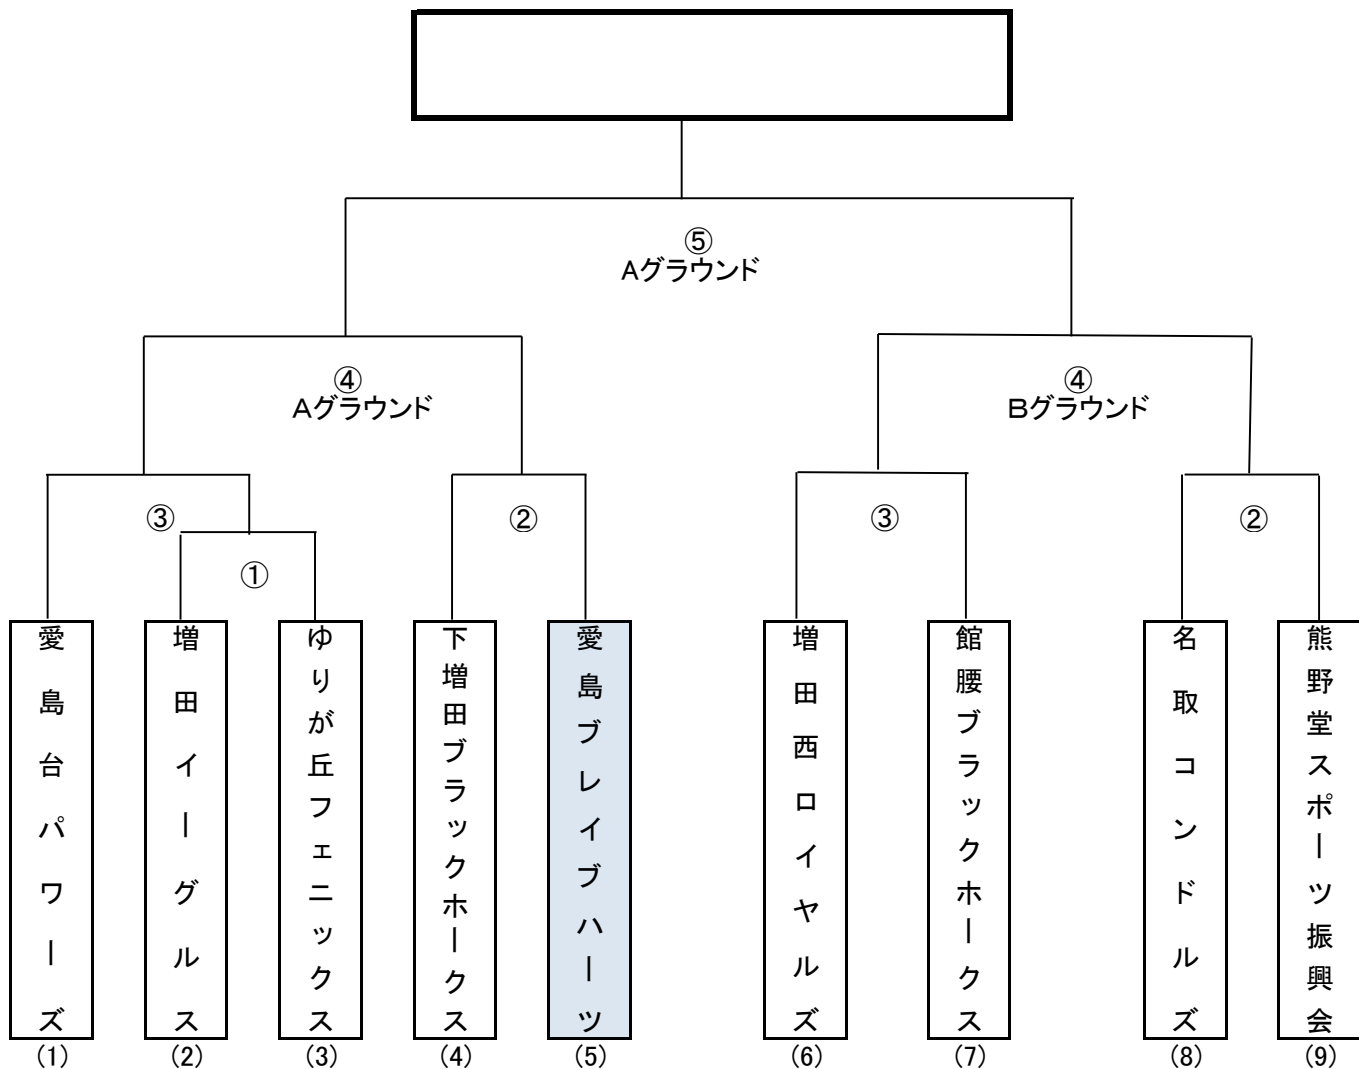 ⑤
Aグラウンド
④
Aグラウンド
④
Bグラウンド
③
②
③
②
①
愛島台パワーズ
増田イーグルス
ゆりが丘フェニックス
下増田ブラックホークス
愛島ブレイブハーツ
増田西ロイヤルズ
館腰ブラックホークス
名取コンドルズ
熊野堂スポーツ振興会
(1)
(2)
(3)
(4)
(5)
(6)
(7)
(8)
(9)